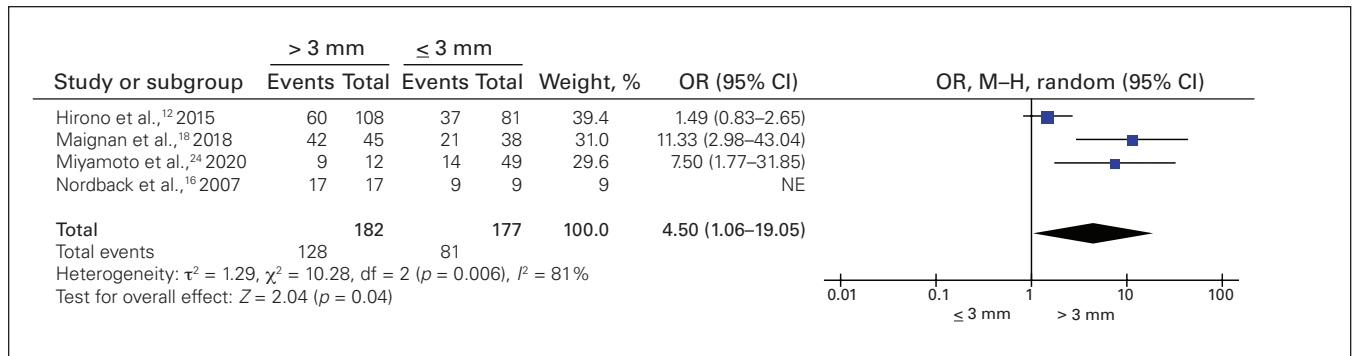 > 3 mm ≤ 3 mm
Study or subgroup Events Total Events Total Weight, % OR (95% CI) OR, M–H, random (95% CI)
Hirono et al.,12 2015 60 108 37 81 39.4 1.49 (0.83–2.65)
Maignan et al.,18 2018 42 45 21 38 31.0 11.33 (2.98–43.04)
Miyamoto et al.,24 2020 9 12 14 49 29.6 7.50 (1.77–31.85)
Nordback et al.,16 2007 17 17 9 9 9 NE
Total 182 177 100.0 4.50 (1.06–19.05)
Total events 128 81
Heterogeneity: τ² = 1.29, χ² = 10.28, df = 2 (p = 0.006), I² = 81%
Test for overall effect: Z = 2.04 (p = 0.04)
0.01 0.1 1 10 100
≤ 3 mm > 3 mm